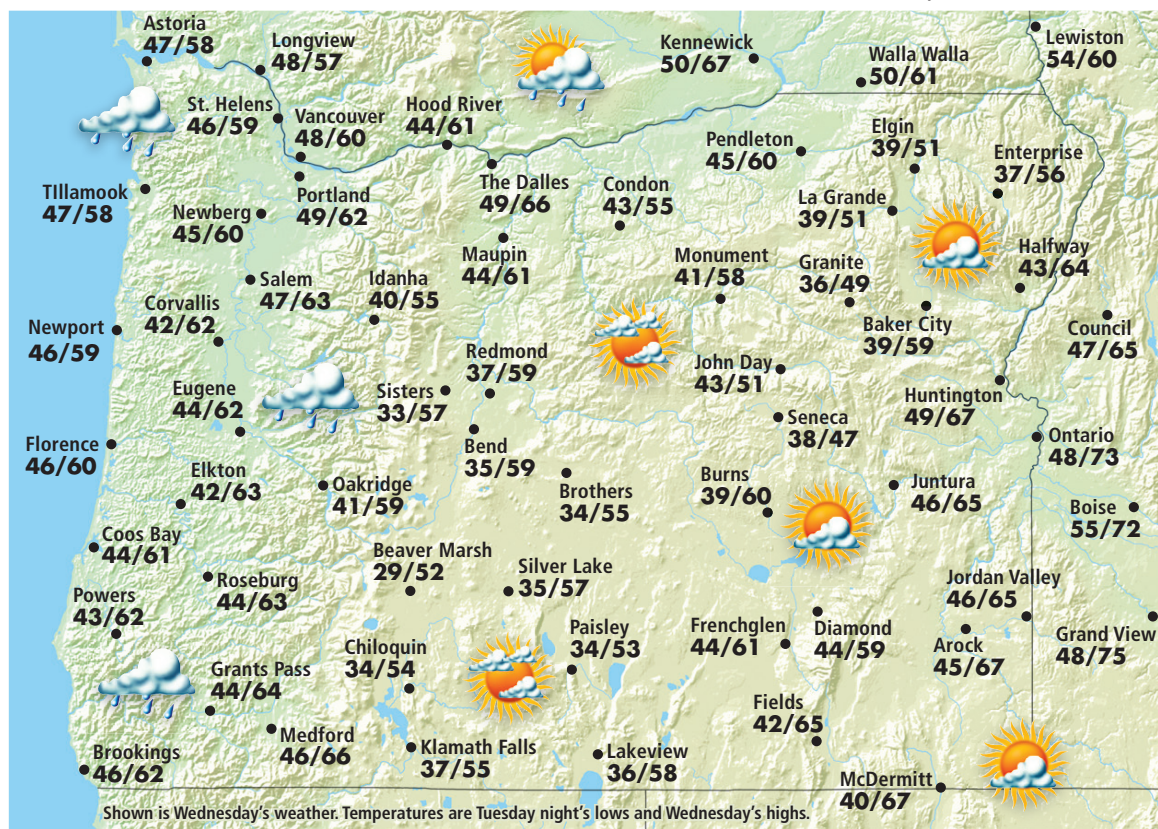 Astoria
47/58
Longview
48/57
Kennewick
50/67
Walla Walla
50/61
Lewiston
54/60
St. Helens
46/59
Vancouver
48/60
Hood River
44/61
Pendleton
45/60
Elgin
39/51
Enterprise
37/56
TIllamook
47/58
Newberg
45/60
Portland
49/62
The Dalles
49/66
Condon
43/55
La Grande
39/51
Salem
47/63
Idanha
40/55
Maupin
44/61
Monument
41/58
Granite
36/49
Halfway
43/64
Corvallis
42/62
Newport
46/59
Baker City
39/59
Council
47/65
Redmond
37/59
John Day
43/51
Eugene
44/62
Sisters
33/57
Huntington
49/67
Seneca
38/47
Florence
46/60
Bend
35/59
Ontario
48/73
Elkton
42/63
Oakridge
41/59
Brothers
34/55
Burns
39/60
Juntura
46/65
Boise
55/72
Coos Bay
44/61
Beaver Marsh
29/52
Silver Lake
35/57
Roseburg
44/63
Jordan Valley
46/65
Powers
43/62
Chiloquin
34/54
Paisley
34/53
Frenchglen
44/61
Diamond
44/59
Arock
45/67
Grand View
48/75
Grants Pass
44/64
Fields
42/65
Medford
46/66
Klamath Falls
37/55
Lakeview
36/58
Brookings
46/62
McDermitt
40/67
Shown is Wednesday's weather. Temperatures are Tuesday night's lows and Wednesday's highs.